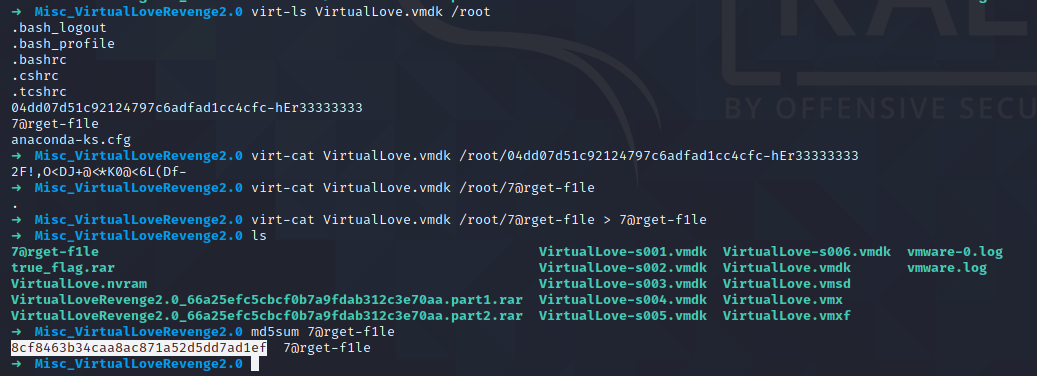 ➜  Misc_VirtualLoveRevenge2.0 virt-ls VirtualLove.vmdk /root
.bash_logout
.bash_profile
.bashrc
.cshrc
.tcshrc
04dd07d51c92124797c6adfad1cc4cfc-hEr33333333
7@rget-f1le
anaconda-ks.cfg
➜  Misc_VirtualLoveRevenge2.0 virt-cat VirtualLove.vmdk /root/04dd07d51c92124797c6adfad1cc4cfc-hEr33333333
2F!,O<DJ+@<*K0@<6L(Df-
➜  Misc_VirtualLoveRevenge2.0 virt-cat VirtualLove.vmdk /root/7@rget-f1le
.
➜  Misc_VirtualLoveRevenge2.0 virt-cat VirtualLove.vmdk /root/7@rget-f1le > 7@rget-f1le
➜  Misc_VirtualLoveRevenge2.0 ls
7@rget-f1le VirtualLove-s001.vmdk VirtualLove-s006.vmdk vmware-0.log
true_flag.rar VirtualLove-s002.vmdk VirtualLove.vmdk vmware.log
VirtualLove.nvram VirtualLove-s003.vmdk VirtualLove.vmsd
VirtualLoveRevenge2.0_66a25efc5cbcf0b7a9fdab312c3e70aa.part1.rar VirtualLove-s004.vmdk VirtualLove.vmx
VirtualLoveRevenge2.0_66a25efc5cbcf0b7a9fdab312c3e70aa.part2.rar VirtualLove-s005.vmdk VirtualLove.vmxf
➜  Misc_VirtualLoveRevenge2.0 md5sum 7@rget-f1le
8cf8463b34caa8ac871a52d5dd7ad1ef  7@rget-f1le
➜  Misc_VirtualLoveRevenge2.0
BY OFFENSIVE SECU